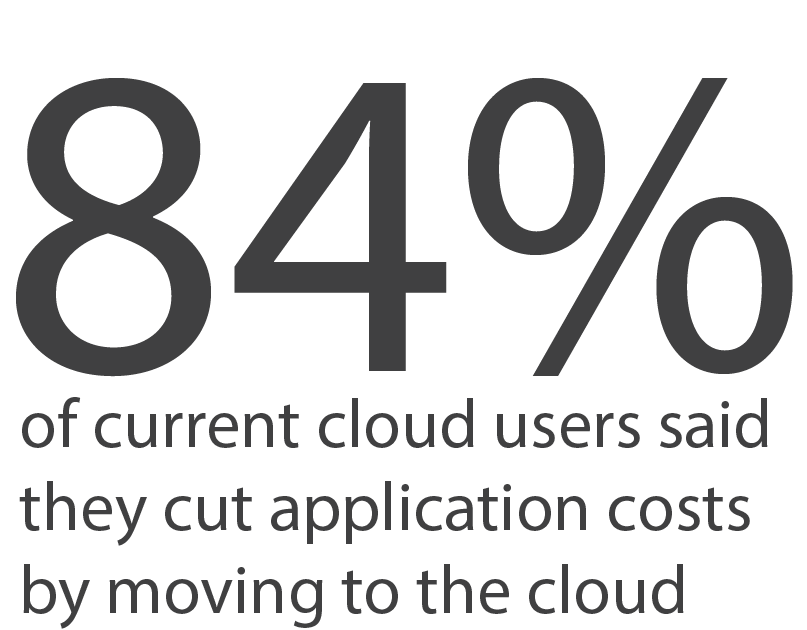 84%
of current cloud users said
they cut application costs
by moving to the cloud